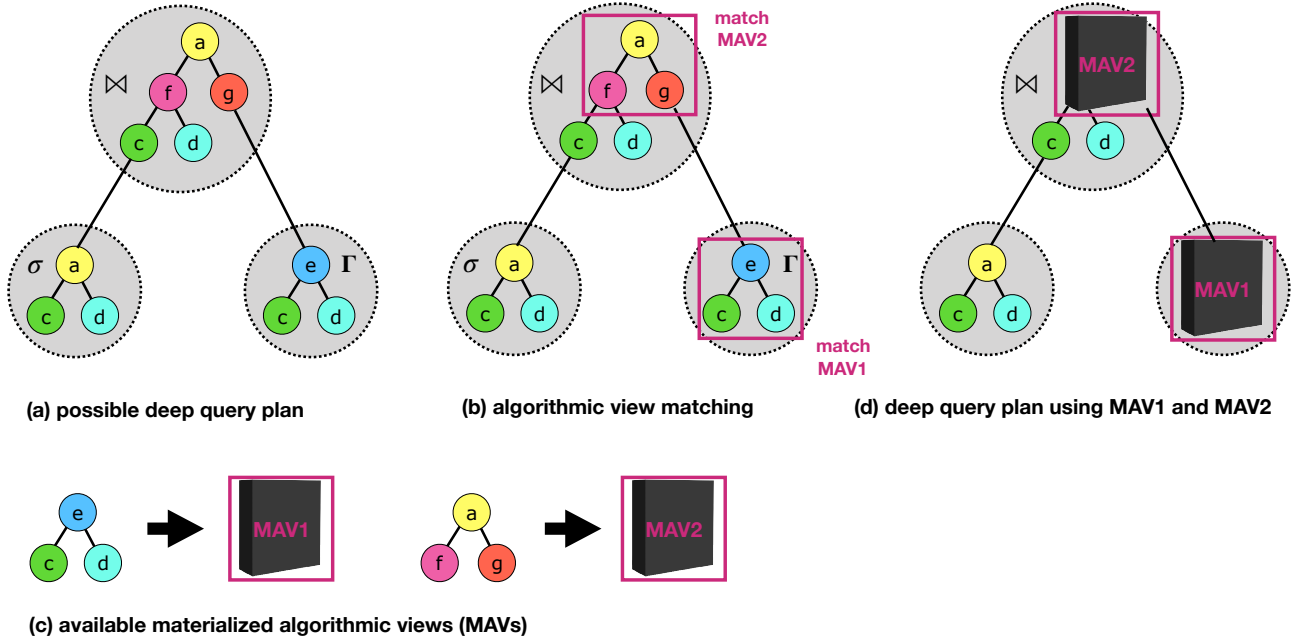 a
match
MAV2
⋈
f
g
c
d
σ
a
c
d
e
Γ
c
d
(a) possible deep query plan
a
⋈
f
g
c
d
σ
a
c
d
e
Γ
c
d
match
MAV1
(b) algorithmic view matching
MAV2
⋈
c
d
a
c
d
MAV1
(d) deep query plan using MAV1 and MAV2
e
c
d
MAV1
a
f
g
MAV2
(c) available materialized algorithmic views (MAVs)